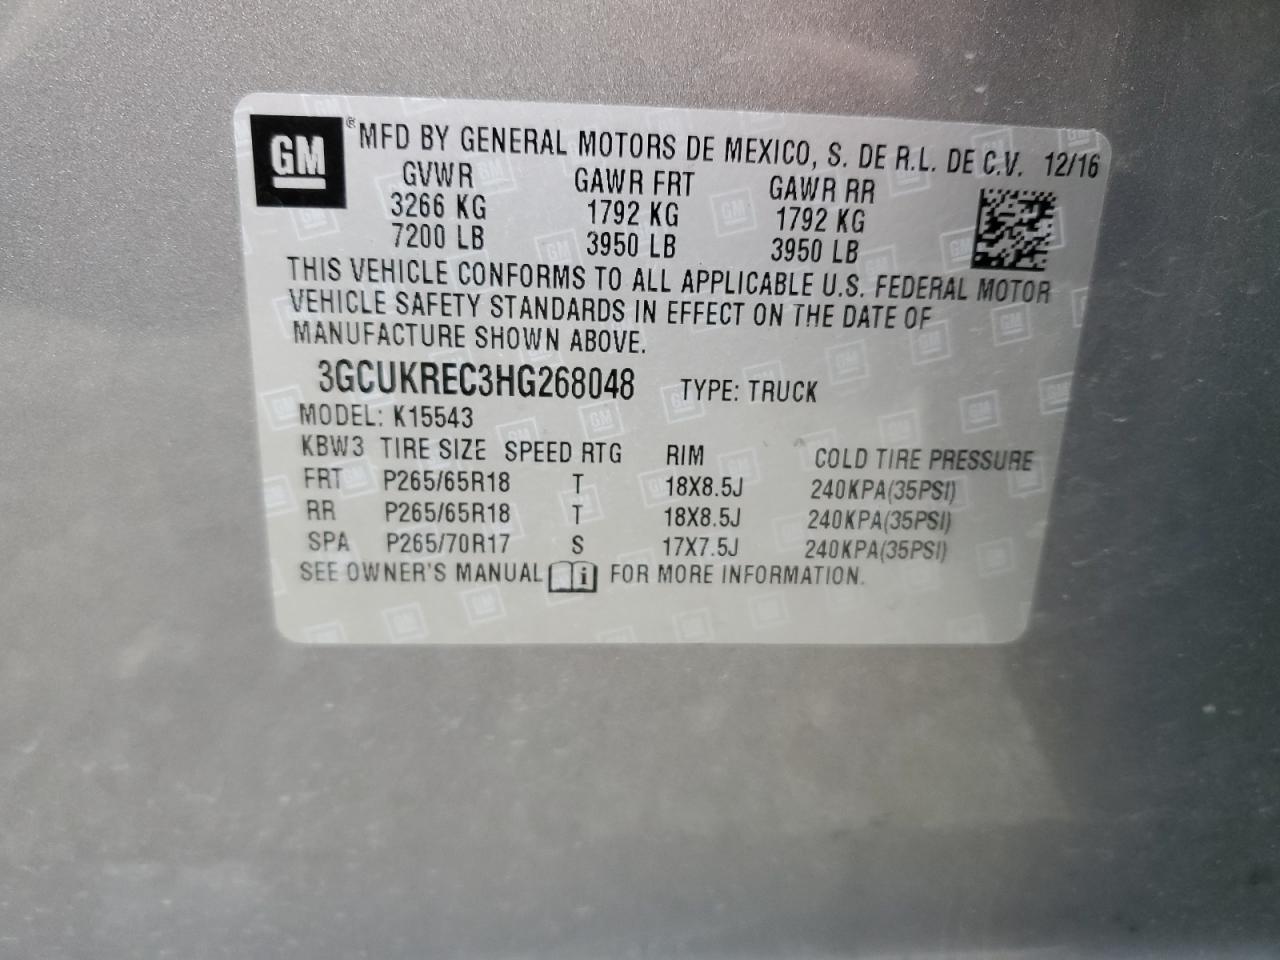 GM ® MFD BY GENERAL MOTORS DE MEXICO, S. DE R.L. DE C.V. 12/16
GVWR GAWR FRT GAWR RR
3266 KG 1792 KG 1792 KG
7200 LB 3950 LB 3950 LB
THIS VEHICLE CONFORMS TO ALL APPLICABLE U.S. FEDERAL MOTOR
VEHICLE SAFETY STANDARDS IN EFFECT ON THE DATE OF
MANUFACTURE SHOWN ABOVE.
3GCUKREC3HG268048 TYPE: TRUCK
MODEL: K15543
KBW3 TIRE SIZE SPEED RTG RIM COLD TIRE PRESSURE
FRT P265/65R18 T 18X8.5J 240KPA(35PSI)
RR P265/65R18 T 18X8.5J 240KPA(35PSI)
SPA P265/70R17 S 17X7.5J 240KPA(35PSI)
SEE OWNER'S MANUAL i FOR MORE INFORMATION.